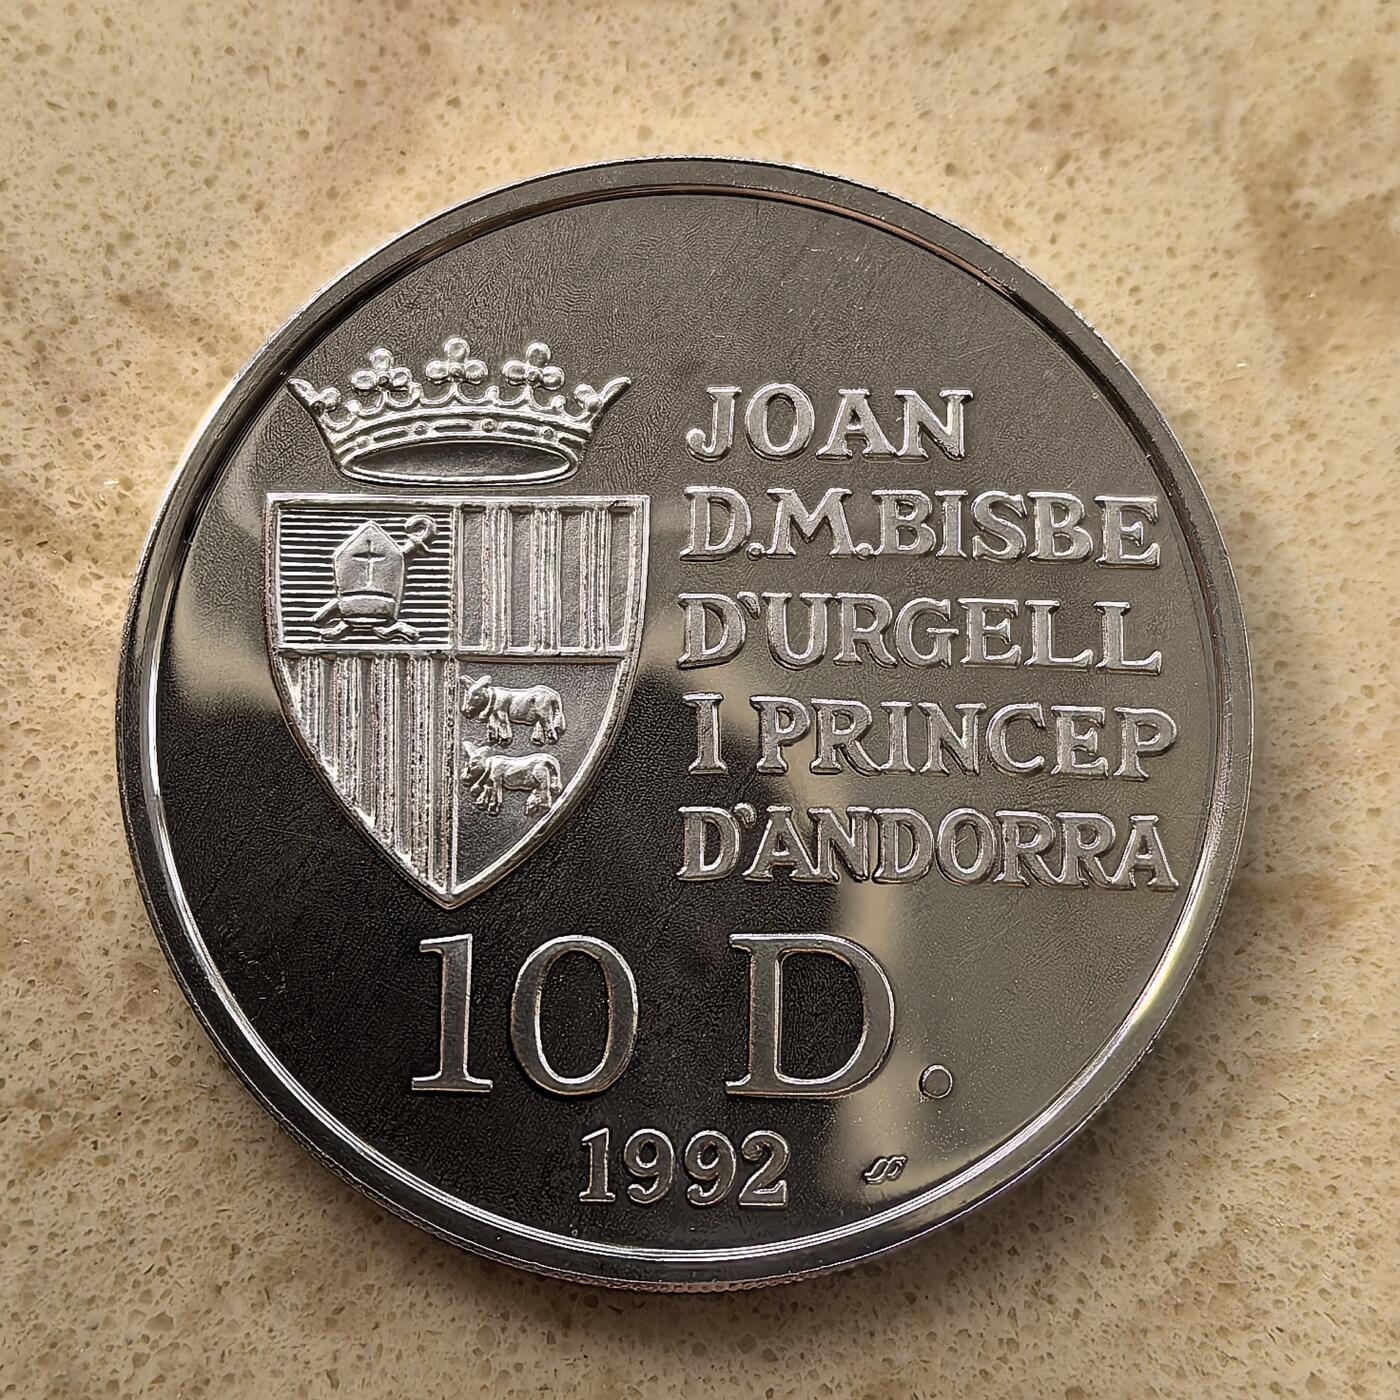 JOAN
D.M.BISBE
D'URGELL
I PRINCEP
D'ANDORRA
10 D.
1992